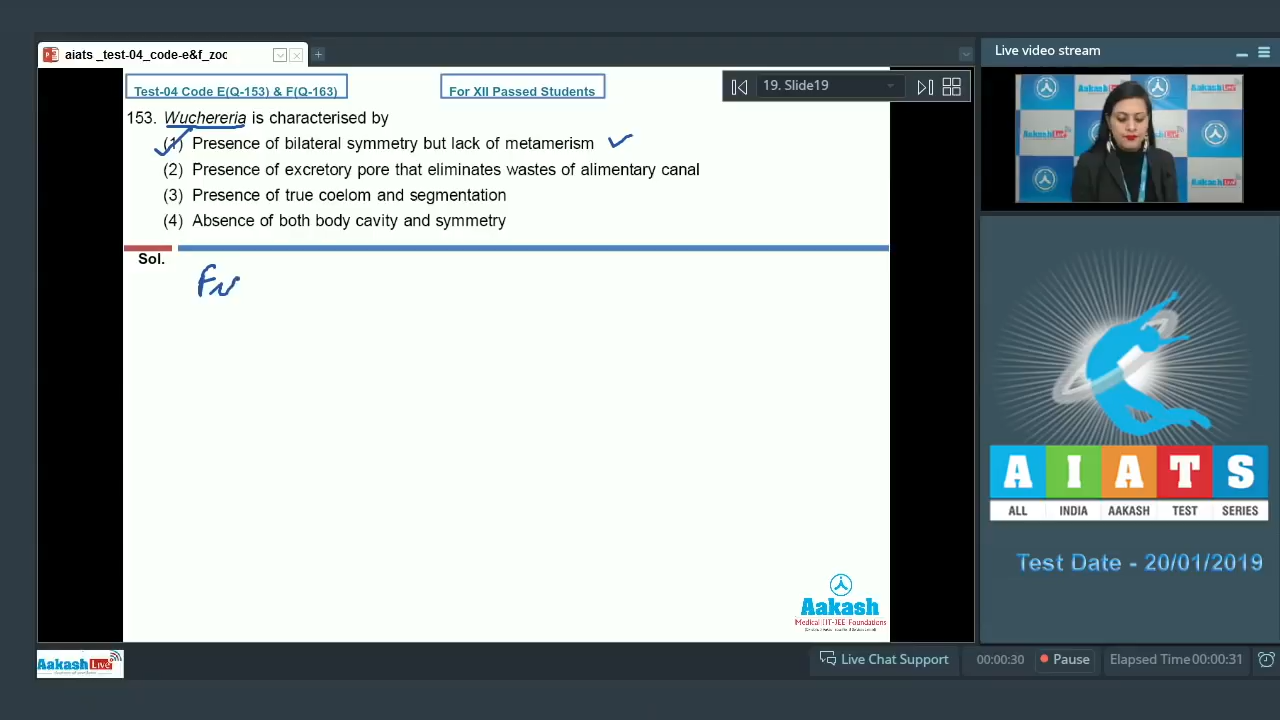 aiats _test-04_code-e&f_zoc
Live video stream
Test-04 Code E(Q-153) & F(Q-163)
For XII Passed Students
19. Slide19
153. Wuchereria is characterised by
(1) Presence of bilateral symmetry but lack of metamerism
(2) Presence of excretory pore that eliminates wastes of alimentary canal
(3) Presence of true coelom and segmentation
(4) Absence of both body cavity and symmetry
Sol.
AIATS
ALL INDIA AAKASH TEST SERIES
Test Date - 20/01/2019
Aakash
Medical|IIT-JEE|Foundations
Aakash Live
Live Chat Support
00:00:30
Pause
Elapsed Time 00:00:31